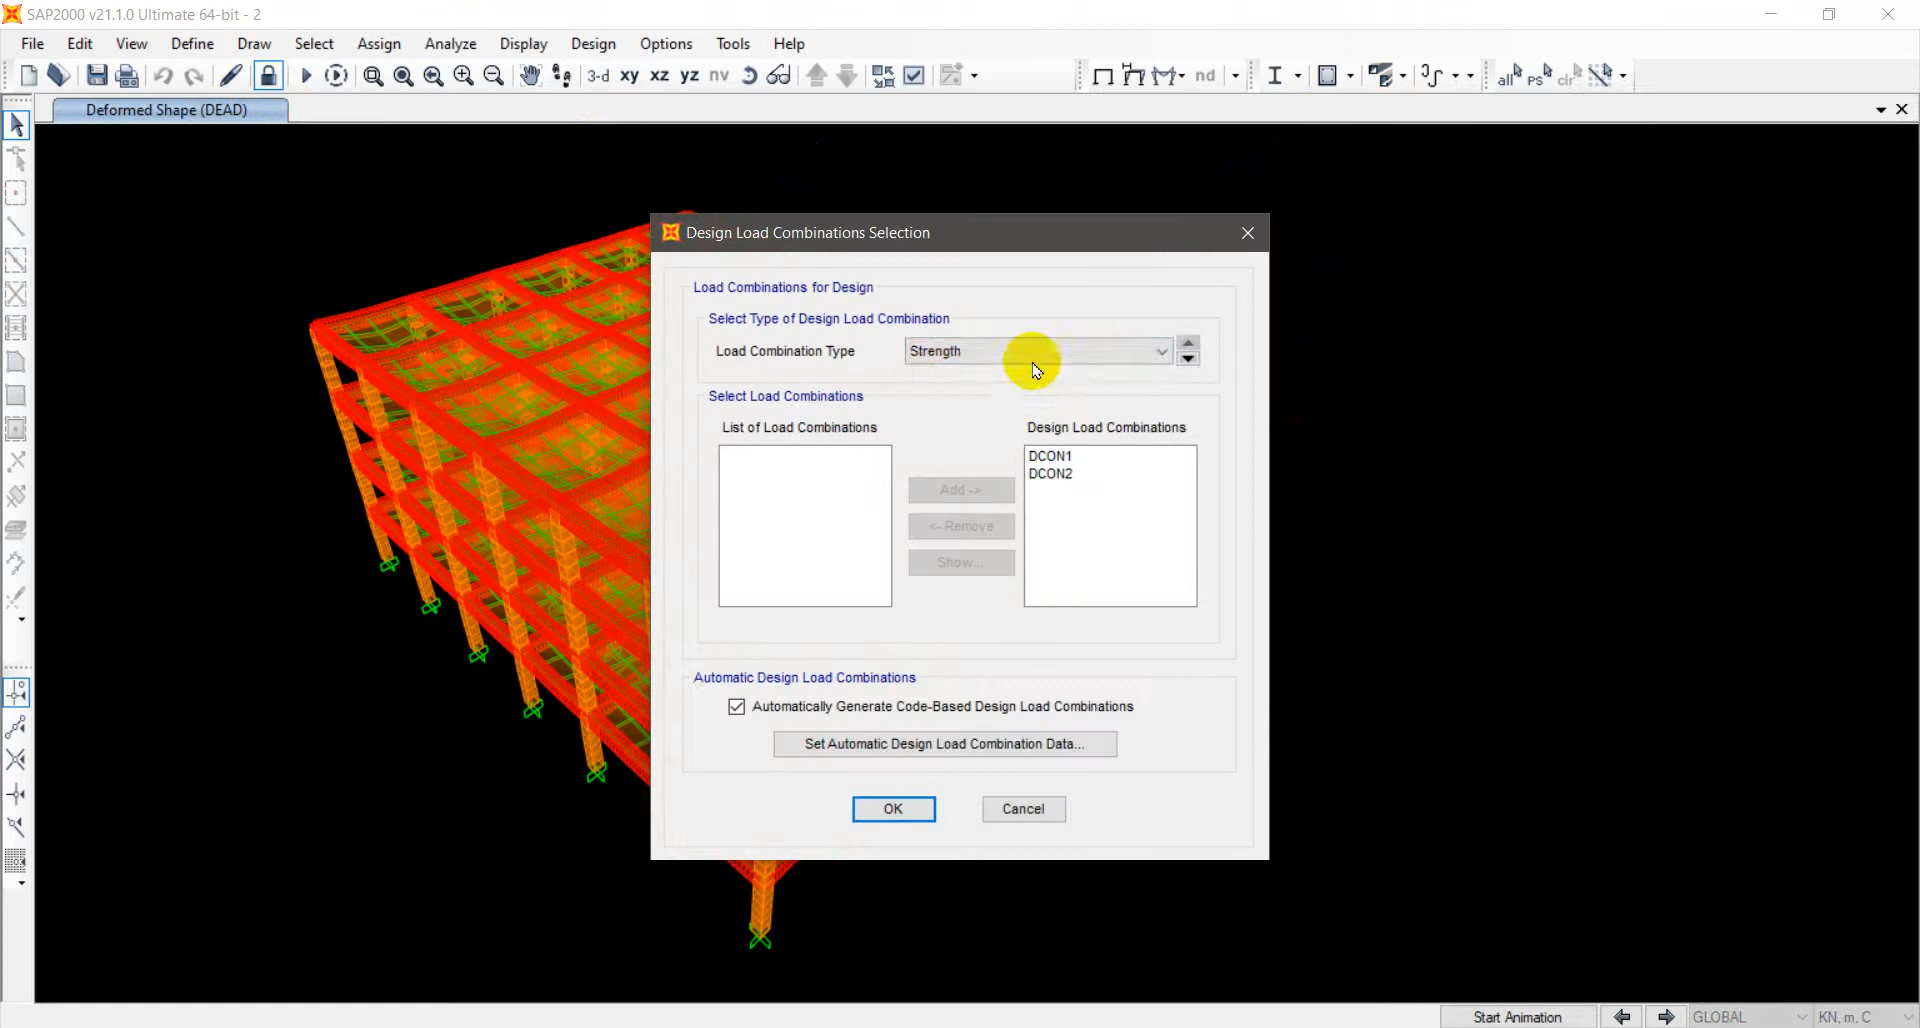 SAP2000 v21.1.0 Ultimate 64-bit - 2
File Edit View Define Draw Select Assign Analyze Display Design Options Tools Help
3-d xy xz yz nv nd all PS clr
Deformed Shape (DEAD)
Design Load Combinations Selection
Load Combinations for Design
Select Type of Design Load Combination
Load Combination Type Strength
Select Load Combinations
List of Load Combinations Design Load Combinations
DCON1
DCON2
Add ->
<- Remove
Show...
Automatic Design Load Combinations
Automatically Generate Code-Based Design Load Combinations
Set Automatic Design Load Combination Data...
OK Cancel
Start Animation GLOBAL KN, m, C